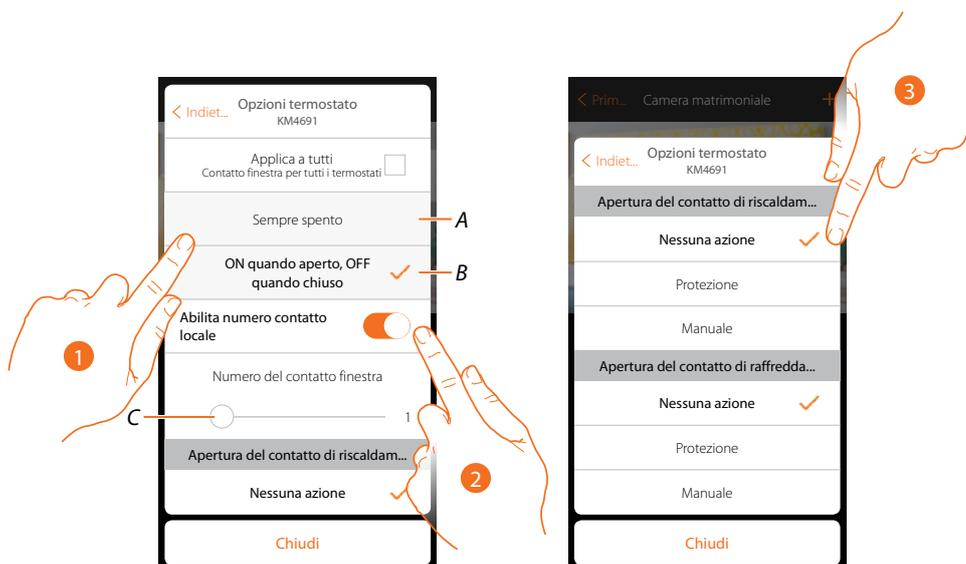 Indiet...
Opzioni termostato
KM4691
Applica a tutti
Contatto finestra per tutti i termostati
Sempre spento
A
ON quando aperto, OFF
quando chiuso
B
Abilita numero contatto
locale
1
Numero del contatto finestra
C
1
Apertura del contatto di riscaldam...
2
Nessuna azione
Chiudi
3
Prim...
Camera matrimoniale
+
Indiet...
Opzioni termostato
KM4691
Apertura del contatto di riscaldam...
Nessuna azione
Protezione
Manuale
Apertura del contatto di raffredda...
Nessuna azione
Protezione
Manuale
Chiudi